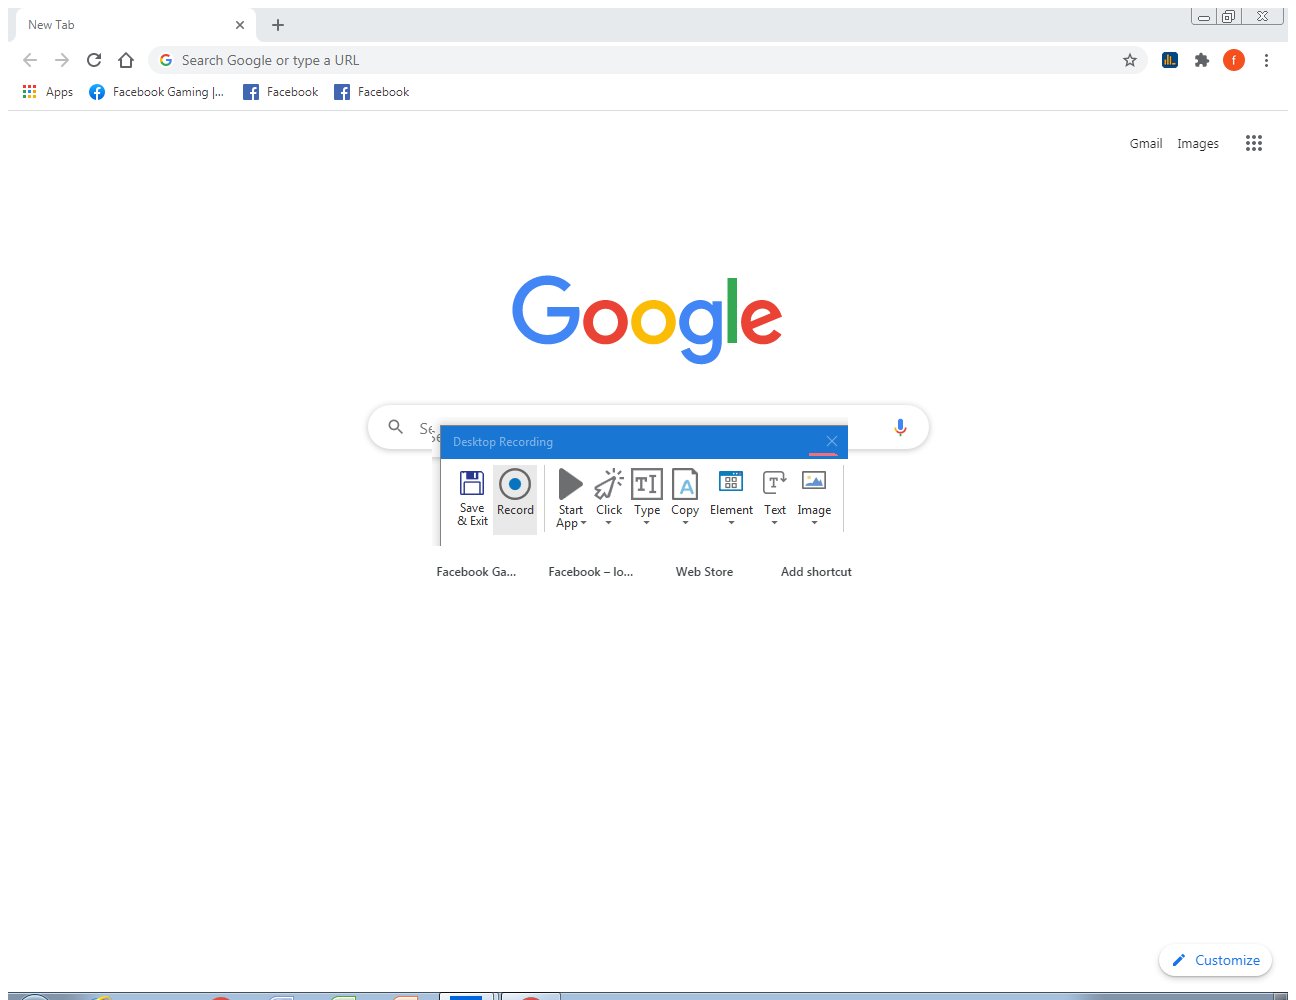 New Tab
Search Google or type a URL
f
Apps
Facebook Gaming |...
Facebook
Facebook
Gmail
Images
Google
Desktop Recording
Save & Exit
Record
Start App
Click
Type
Copy
Element
Text
Image
Facebook Ga...
Facebook – lo...
Web Store
Add shortcut
Customize